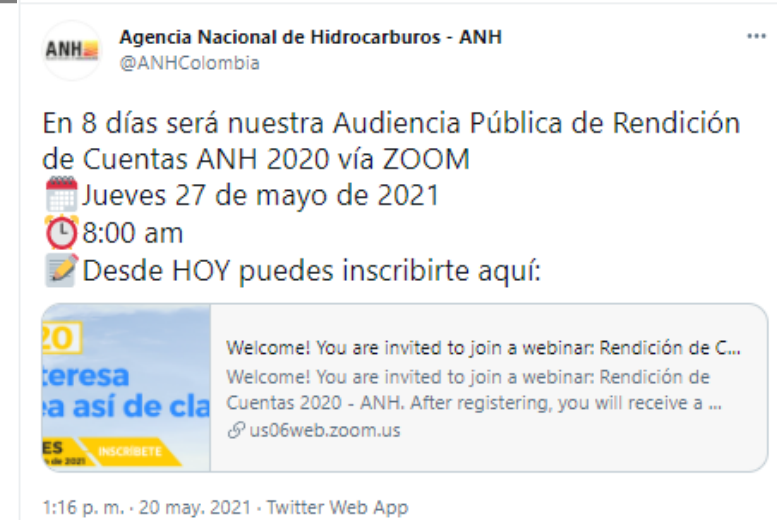 ANH
Agencia Nacional de Hidrocarburos - ANH
@ANHColombia
En 8 días será nuestra Audiencia Pública de Rendición
de Cuentas ANH 2020 vía ZOOM
Jueves 27 de mayo de 2021
8:00 am
Desde HOY puedes inscribirte aquí:
20
teresa
a así de cla
ES
INSCRÍBETE
de 2021
Welcome! You are invited to join a webinar: Rendición de C...
Welcome! You are invited to join a webinar: Rendición de
Cuentas 2020 - ANH. After registering, you will receive a ...
us06web.zoom.us
1:16 p. m. · 20 may. 2021 · Twitter Web App